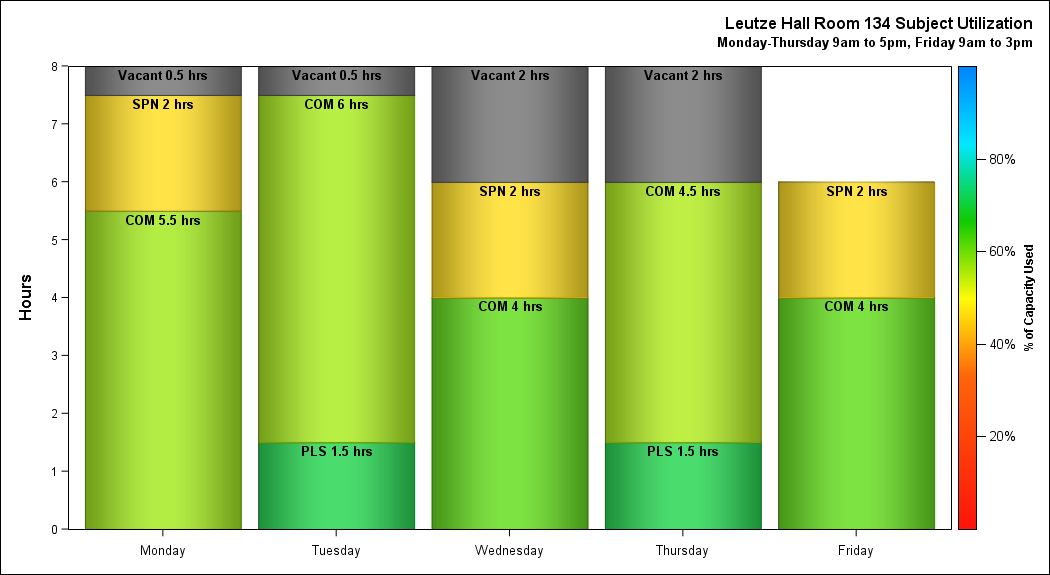 Leutze Hall Room 134 Subject Utilization
Monday-Thursday 9am to 5pm, Friday 9am to 3pm
Hours
8
7
6
5
4
3
2
1
0
Vacant 0.5 hrs
SPN 2 hrs
COM 5.5 hrs
Vacant 0.5 hrs
COM 6 hrs
PLS 1.5 hrs
Vacant 2 hrs
SPN 2 hrs
COM 4 hrs
Vacant 2 hrs
COM 4.5 hrs
PLS 1.5 hrs
SPN 2 hrs
COM 4 hrs
Monday
Tuesday
Wednesday
Thursday
Friday
80%
60%
40%
20%
% of Capacity Used